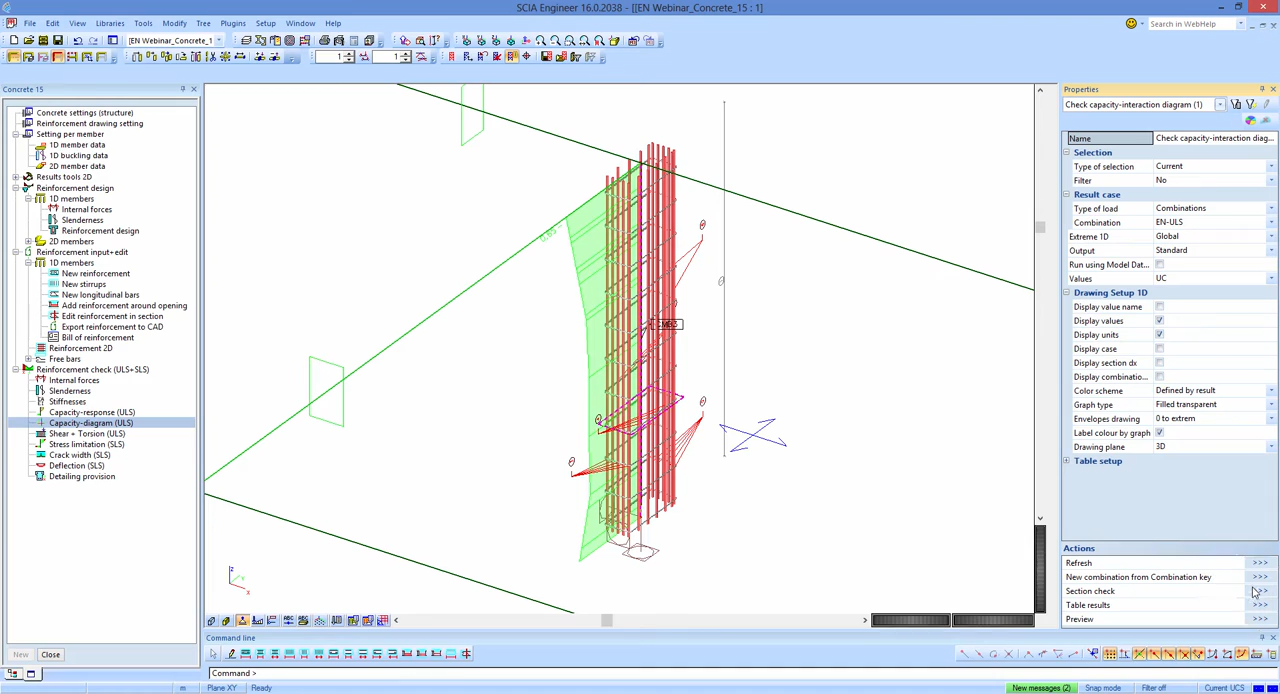 SCIA Engineer 16.0.2038 - [[EN Webinar_Concrete_15 : 1]
File Edit View Libraries Tools Modify Tree Plugins Setup Window Help
Search in WebHelp
[EN Webinar_Concrete_1
1 1
Concrete 15
Concrete settings (structure)
Reinforcement drawing setting
Setting per member
1D member data
1D buckling data
2D member data
Results tools 2D
Reinforcement design
1D members
Internal forces
Slenderness
Reinforcement design
2D members
Reinforcement input+edit
1D members
New reinforcement
New stirrups
New longitudinal bars
Add reinforcement around opening
Edit reinforcement in section
Export reinforcement to CAD
Bill of reinforcement
Reinforcement 2D
Free bars
Reinforcement check (ULS+SLS)
Internal forces
Slenderness
Stiffnesses
Capacity-response (ULS)
Capacity-diagram (ULS)
Shear + Torsion (ULS)
Stress limitation (SLS)
Crack width (SLS)
Deflection (SLS)
Detailing provision
New Close
z
y
x
Properties
Check capacity-interaction diagram (1)
Name Check capacity-interaction diag...
Selection
Type of selection Current
Filter No
Result case
Type of load Combinations
Combination EN-ULS
Extreme 1D Global
Output Standard
Run using Model Dat...
Values UC
Drawing Setup 1D
Display value name
Display values
Display units
Display case
Display section dx
Display combinatio...
Color scheme Defined by result
Graph type Filled transparent
Envelopes drawing 0 to extrem
Label colour by graph
Drawing plane 3D
Table setup
Actions
Refresh >>>
New combination from Combination key >>>
Section check >>>
Table results >>>
Preview >>>
Command line
Command >
m Plane XY Ready New messages (2) Snap mode Filter off Current UCS